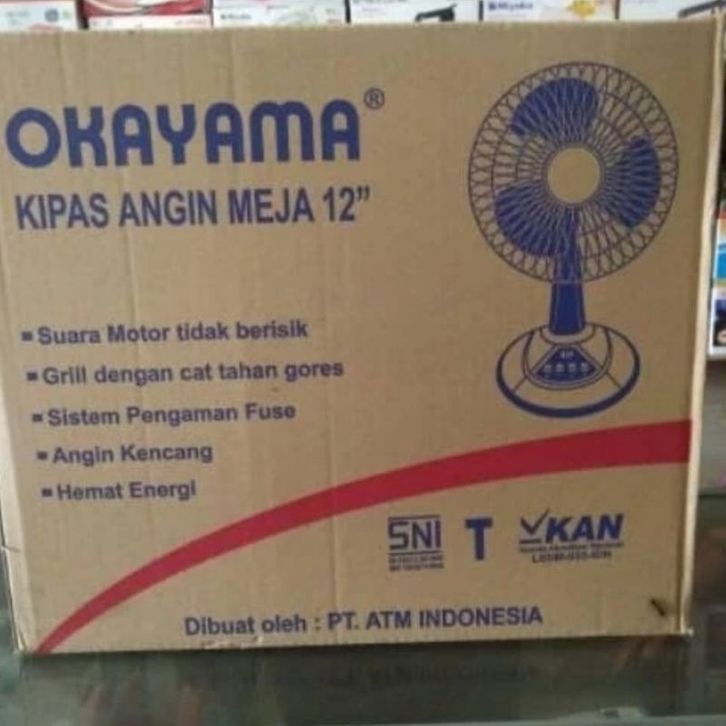 OKAYAMA®
KIPAS ANGIN MEJA 12"
Suara Motor tidak berisik
Grill dengan cat tahan gores
Sistem Pengaman Fuse
Angin Kencang
Hemat Energi
SNI T KAN
Dibuat oleh : PT. ATM INDONESIA